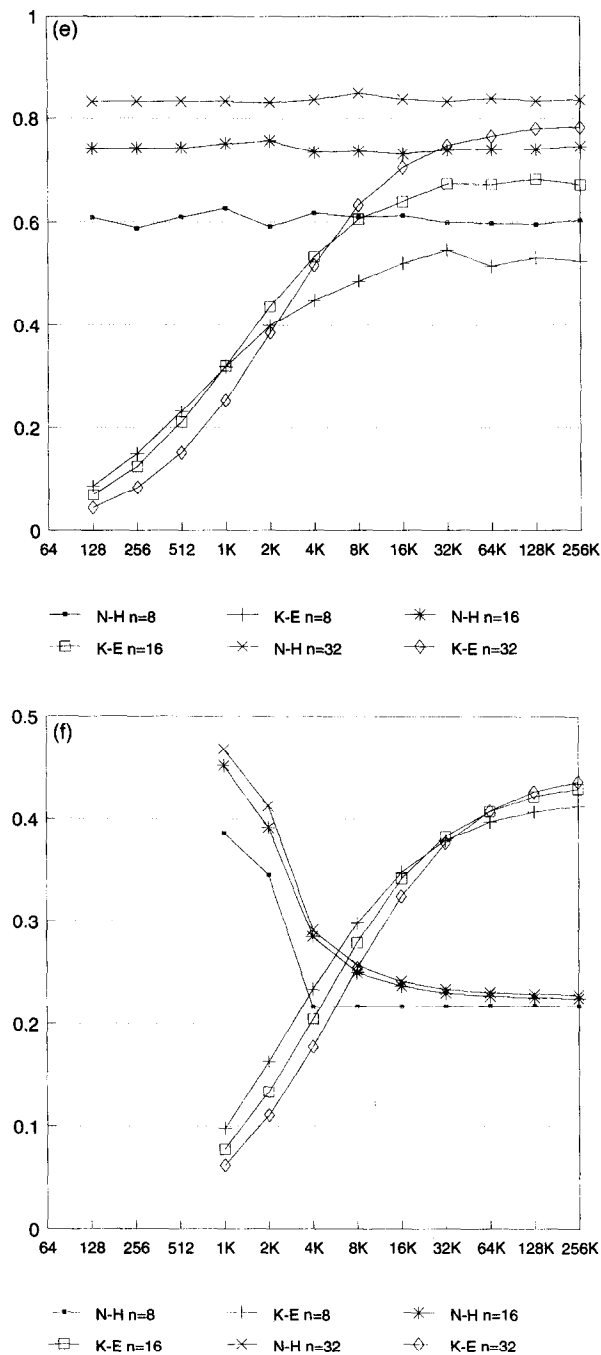 (e)
1
0.8
0.6
0.4
0.2
0
64 128 256 512 1K 2K 4K 8K 16K 32K 64K 128K 256K
N-H n=8 K-E n=8 N-H n=16
K-E n=16 N-H n=32 K-E n=32
(f)
0.5
0.4
0.3
0.2
0.1
0
64 128 256 512 1K 2K 4K 8K 16K 32K 64K 128K 256K
N-H n=8 K-E n=8 N-H n=16
K-E n=16 N-H n=32 K-E n=32